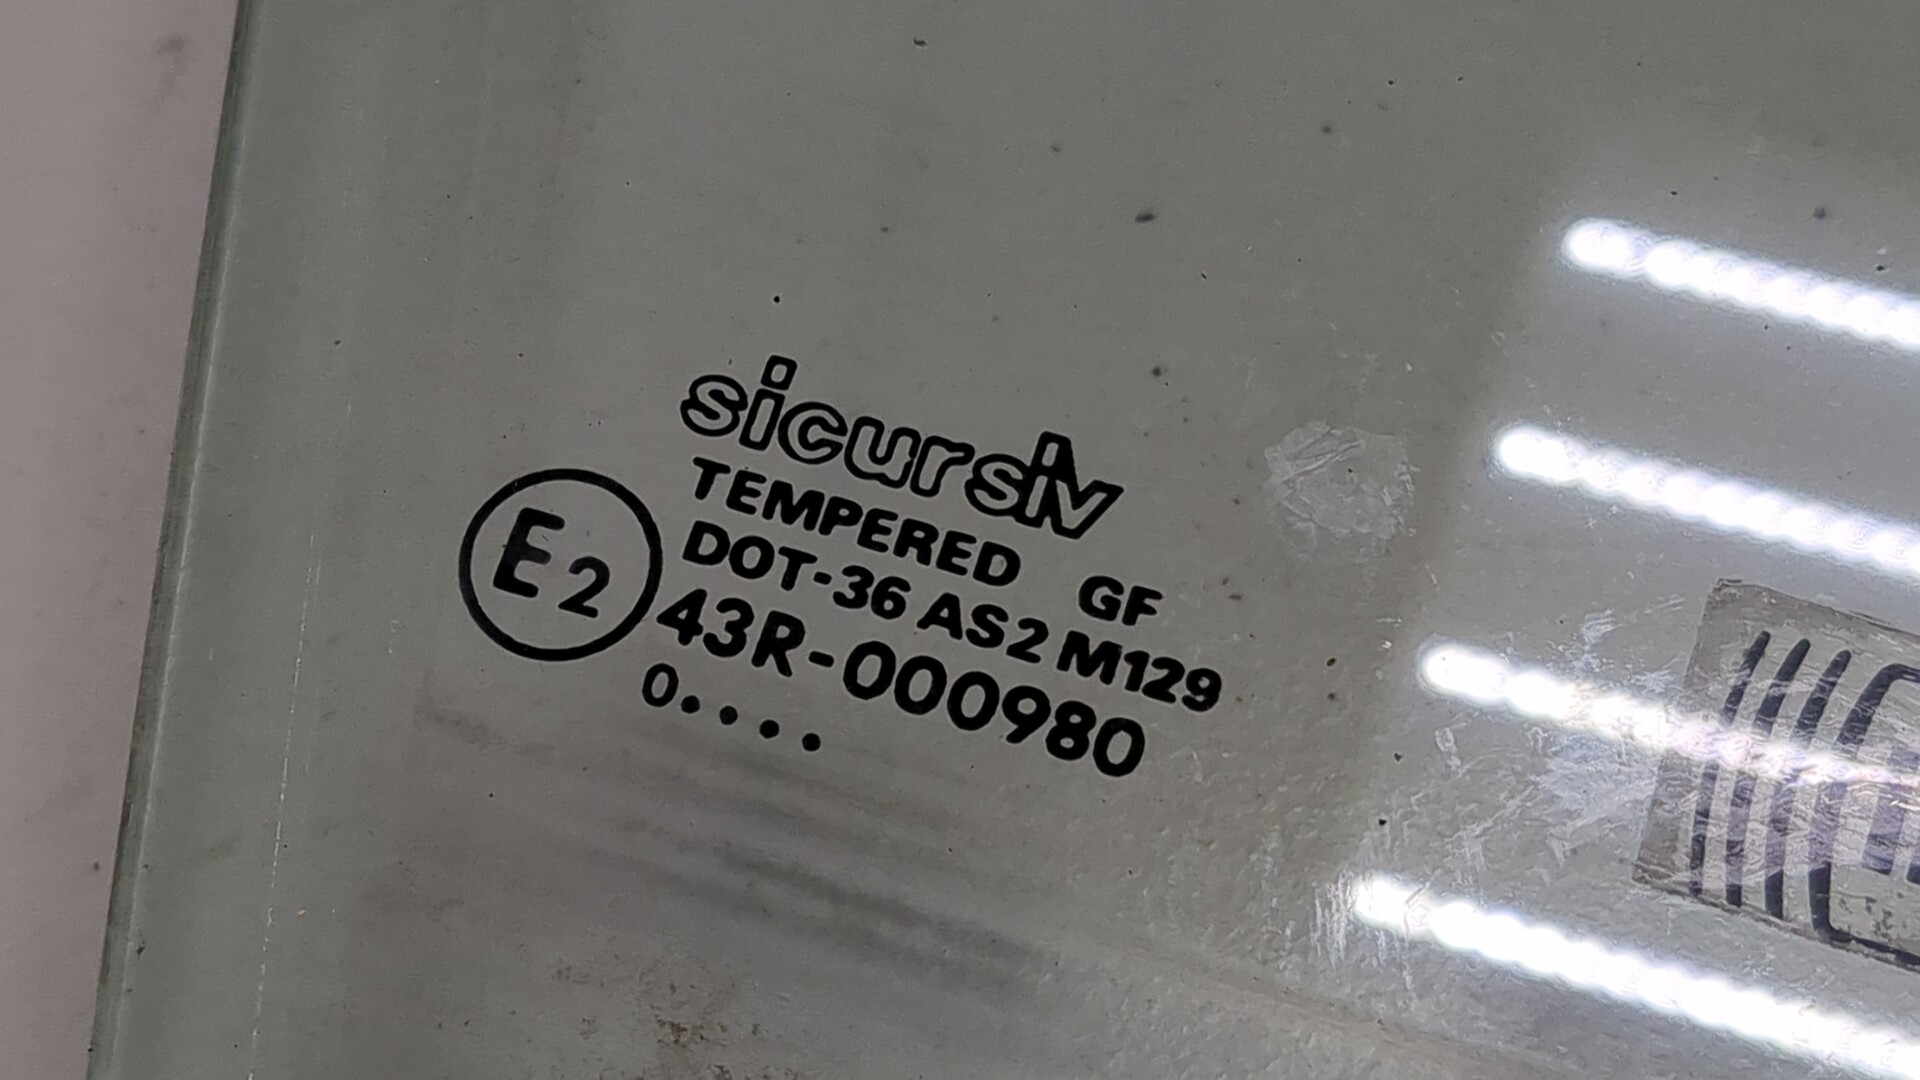 sicursiv
TEMPERED GF
DOT-36 AS2 M129
E2
43R-000980
0....